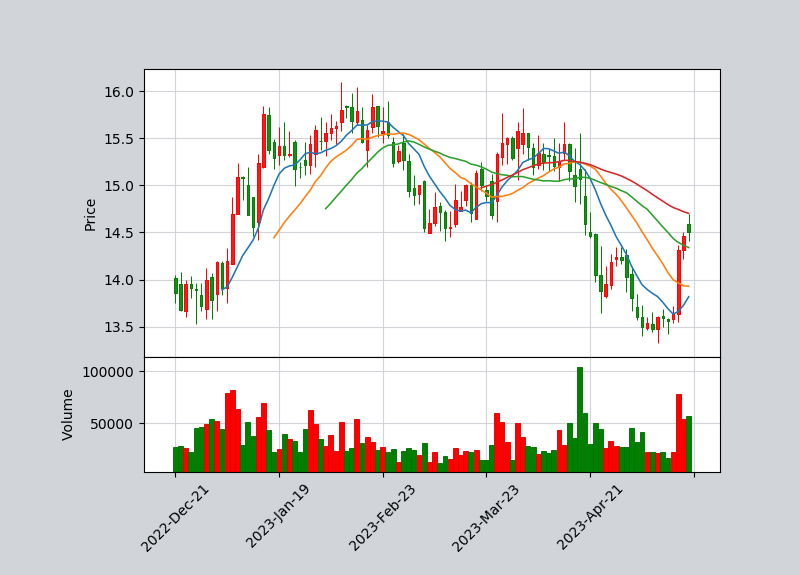 16.0
15.5
15.0
14.5
14.0
13.5
Price
100000
50000
Volume
2022-Dec-21
2023-Jan-19
2023-Feb-23
2023-Mar-23
2023-Apr-21